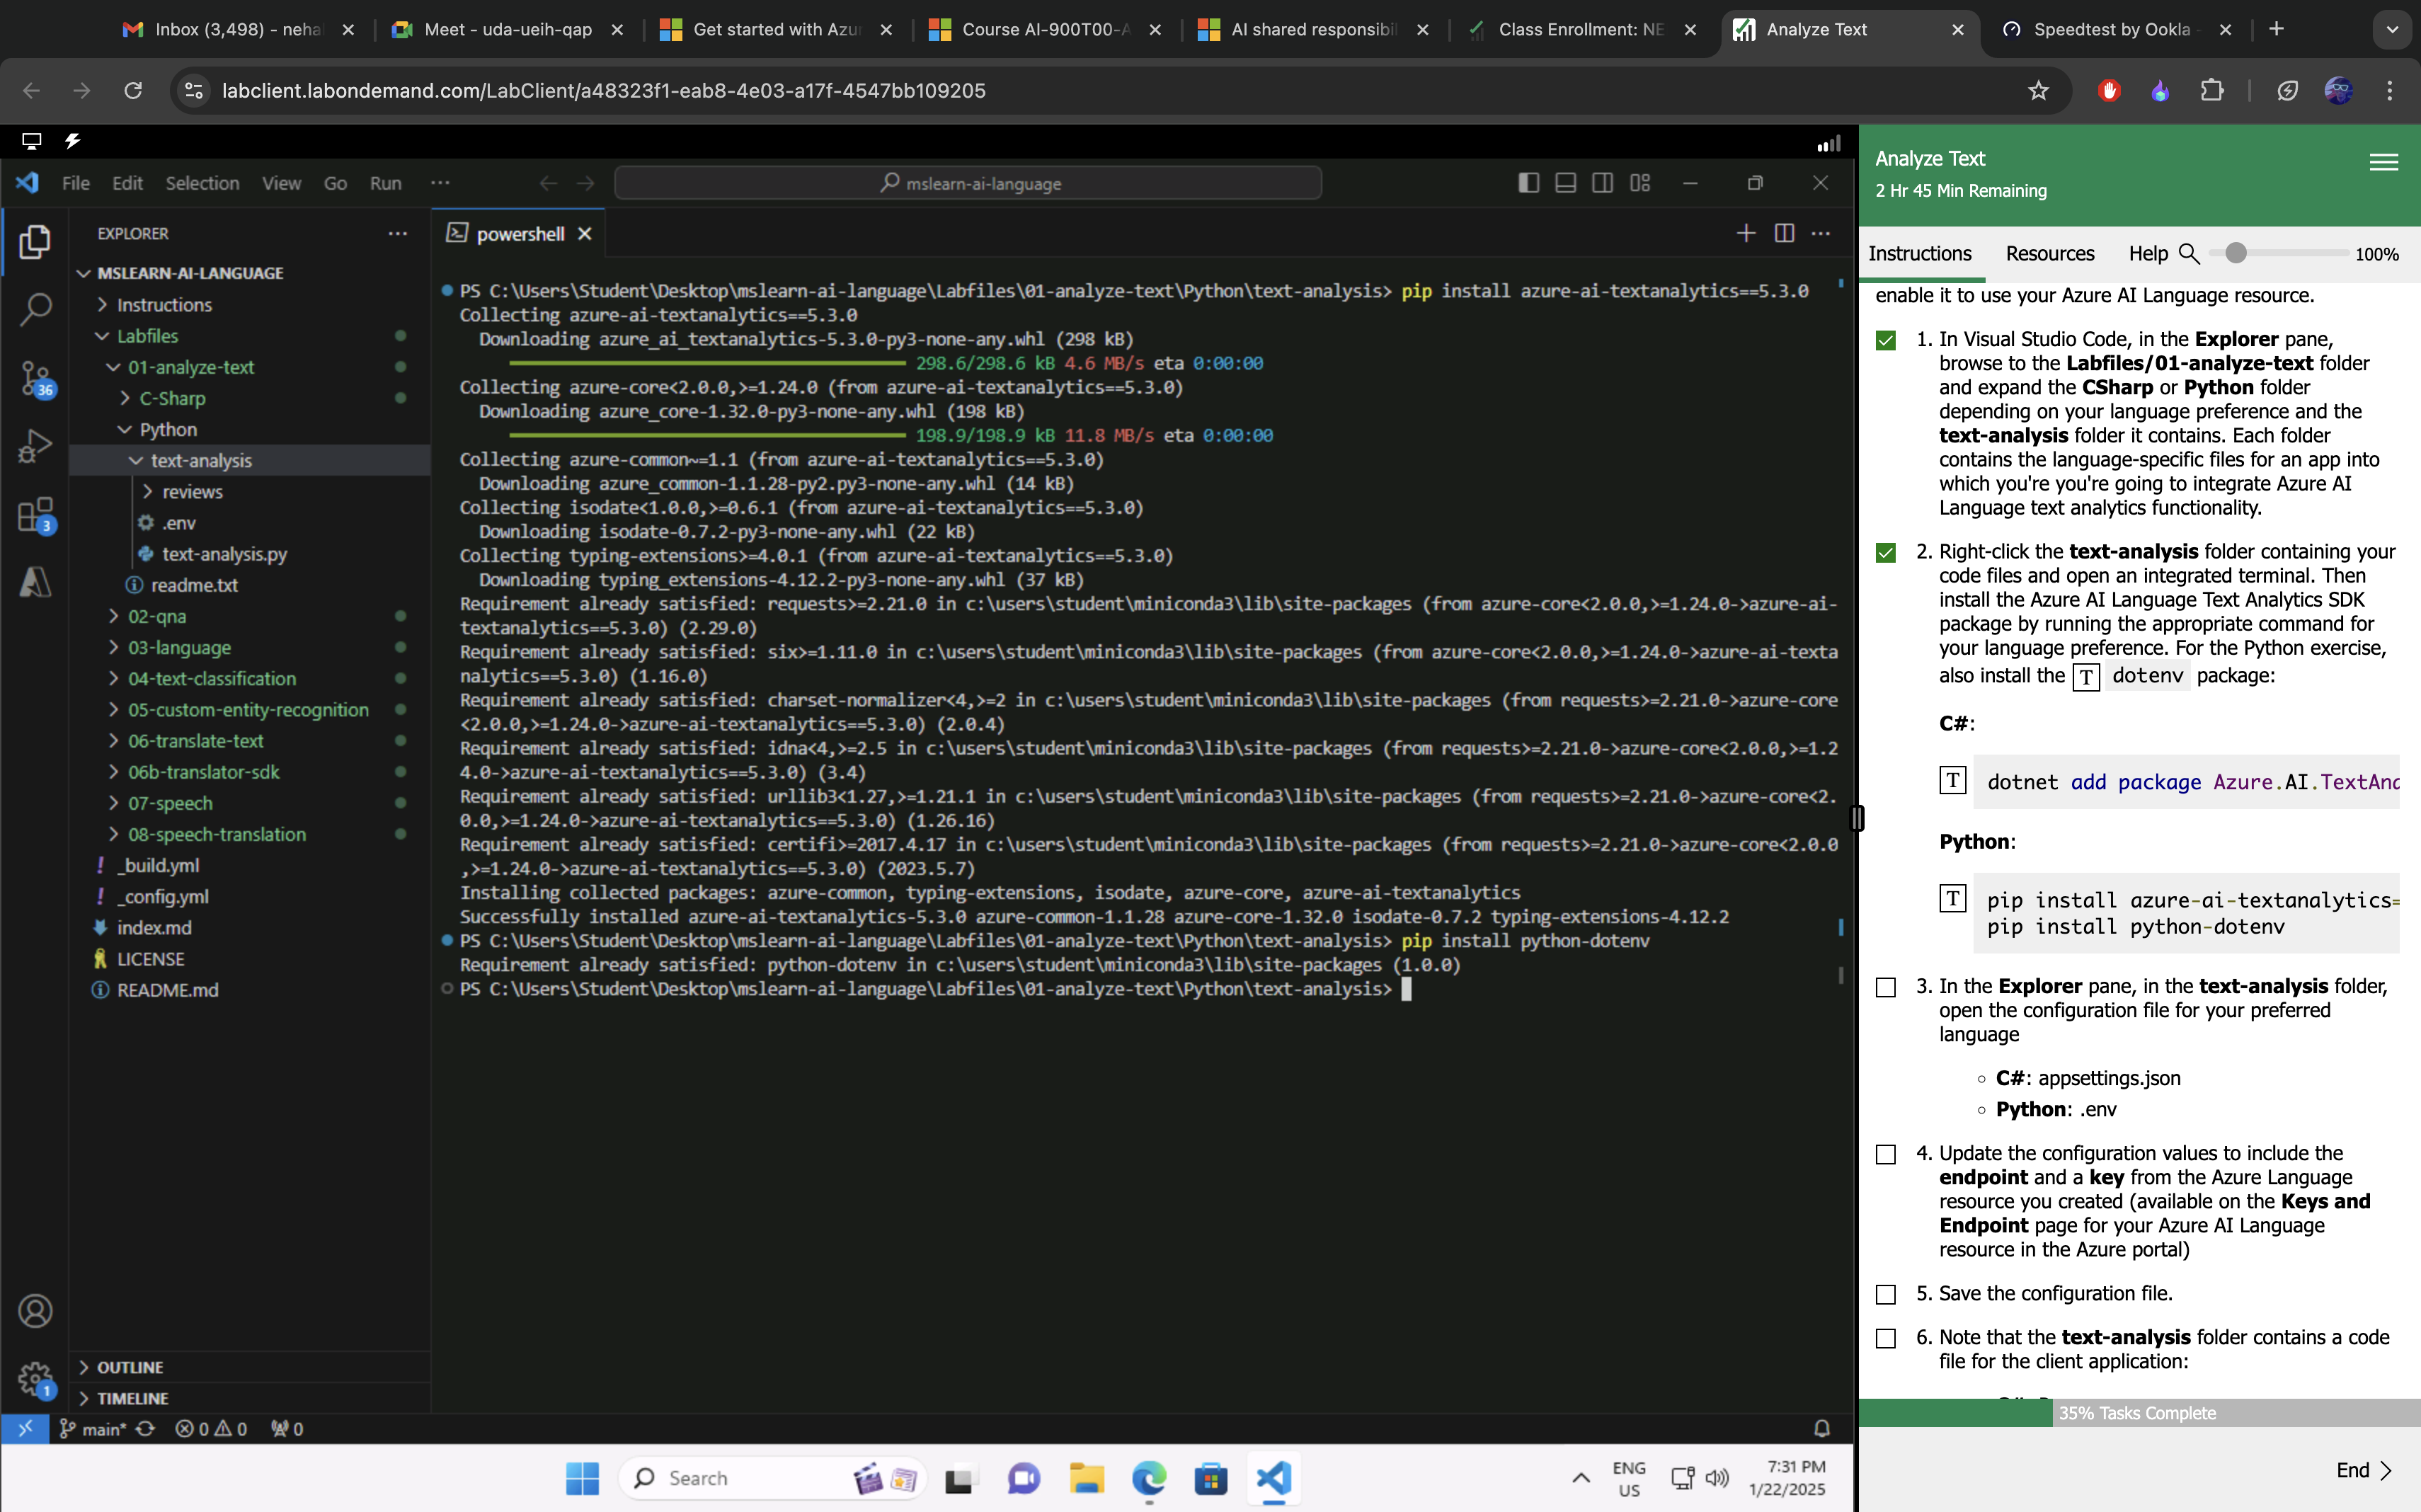 Inbox (3,498) - neha
Meet - uda-ueih-qap
Get started with Azur
Course AI-900T00-A
AI shared responsibil
Class Enrollment: NE
Analyze Text
Speedtest by Ookla -
labclient.labondemand.com/LabClient/a48323f1-eab8-4e03-a17f-4547bb109205
File Edit Selection View Go Run ···
mslearn-ai-language
EXPLORER
MSLEARN-AI-LANGUAGE
Instructions
Labfiles
01-analyze-text
C-Sharp
Python
text-analysis
reviews
.env
text-analysis.py
readme.txt
02-qna
03-language
04-text-classification
05-custom-entity-recognition
06-translate-text
06b-translator-sdk
07-speech
08-speech-translation
_build.yml
_config.yml
index.md
LICENSE
README.md
36
3
1
OUTLINE
TIMELINE
powershell
PS C:\Users\Student\Desktop\mslearn-ai-language\Labfiles\01-analyze-text\Python\text-analysis> pip install azure-ai-textanalytics==5.3.0
Collecting azure-ai-textanalytics==5.3.0
Downloading azure_ai_textanalytics-5.3.0-py3-none-any.whl (298 kB)
298.6/298.6 kB 4.6 MB/s eta 0:00:00
Collecting azure-core<2.0.0,>=1.24.0 (from azure-ai-textanalytics==5.3.0)
Downloading azure_core-1.32.0-py3-none-any.whl (198 kB)
198.9/198.9 kB 11.8 MB/s eta 0:00:00
Collecting azure-common~=1.1 (from azure-ai-textanalytics==5.3.0)
Downloading azure_common-1.1.28-py2.py3-none-any.whl (14 kB)
Collecting isodate<1.0.0,>=0.6.1 (from azure-ai-textanalytics==5.3.0)
Downloading isodate-0.7.2-py3-none-any.whl (22 kB)
Collecting typing-extensions>=4.0.1 (from azure-ai-textanalytics==5.3.0)
Downloading typing_extensions-4.12.2-py3-none-any.whl (37 kB)
Requirement already satisfied: requests>=2.21.0 in c:\users\student\miniconda3\lib\site-packages (from azure-core<2.0.0,>=1.24.0->azure-ai-
textanalytics==5.3.0) (2.29.0)
Requirement already satisfied: six>=1.11.0 in c:\users\student\miniconda3\lib\site-packages (from azure-core<2.0.0,>=1.24.0->azure-ai-texta
nalytics==5.3.0) (1.16.0)
Requirement already satisfied: charset-normalizer<4,>=2 in c:\users\student\miniconda3\lib\site-packages (from requests>=2.21.0->azure-core
<2.0.0,>=1.24.0->azure-ai-textanalytics==5.3.0) (2.0.4)
Requirement already satisfied: idna<4,>=2.5 in c:\users\student\miniconda3\lib\site-packages (from requests>=2.21.0->azure-core<2.0.0,>=1.2
4.0->azure-ai-textanalytics==5.3.0) (3.4)
Requirement already satisfied: urllib3<1.27,>=1.21.1 in c:\users\student\miniconda3\lib\site-packages (from requests>=2.21.0->azure-core<2.
0.0,>=1.24.0->azure-ai-textanalytics==5.3.0) (1.26.16)
Requirement already satisfied: certifi>=2017.4.17 in c:\users\student\miniconda3\lib\site-packages (from requests>=2.21.0->azure-core<2.0.0
,>=1.24.0->azure-ai-textanalytics==5.3.0) (2023.5.7)
Installing collected packages: azure-common, typing-extensions, isodate, azure-core, azure-ai-textanalytics
Successfully installed azure-ai-textanalytics-5.3.0 azure-common-1.1.28 azure-core-1.32.0 isodate-0.7.2 typing-extensions-4.12.2
PS C:\Users\Student\Desktop\mslearn-ai-language\Labfiles\01-analyze-text\Python\text-analysis> pip install python-dotenv
Requirement already satisfied: python-dotenv in c:\users\student\miniconda3\lib\site-packages (1.0.0)
PS C:\Users\Student\Desktop\mslearn-ai-language\Labfiles\01-analyze-text\Python\text-analysis>
main* 0 0 0
Search
ENG
US
7:31 PM
1/22/2025
Analyze Text
2 Hr 45 Min Remaining
Instructions Resources Help 100%
enable it to use your Azure AI Language resource.
1. In Visual Studio Code, in the Explorer pane,
browse to the Labfiles/01-analyze-text folder
and expand the CSharp or Python folder
depending on your language preference and the
text-analysis folder it contains. Each folder
contains the language-specific files for an app into
which you're you're going to integrate Azure AI
Language text analytics functionality.
2. Right-click the text-analysis folder containing your
code files and open an integrated terminal. Then
install the Azure AI Language Text Analytics SDK
package by running the appropriate command for
your language preference. For the Python exercise,
also install the T dotenv package:
C#:
T dotnet add package Azure.AI.TextAna
Python:
T pip install azure-ai-textanalytics=
pip install python-dotenv
3. In the Explorer pane, in the text-analysis folder,
open the configuration file for your preferred
language
C#: appsettings.json
Python: .env
4. Update the configuration values to include the
endpoint and a key from the Azure Language
resource you created (available on the Keys and
Endpoint page for your Azure AI Language
resource in the Azure portal)
5. Save the configuration file.
6. Note that the text-analysis folder contains a code
file for the client application:
35% Tasks Complete
End